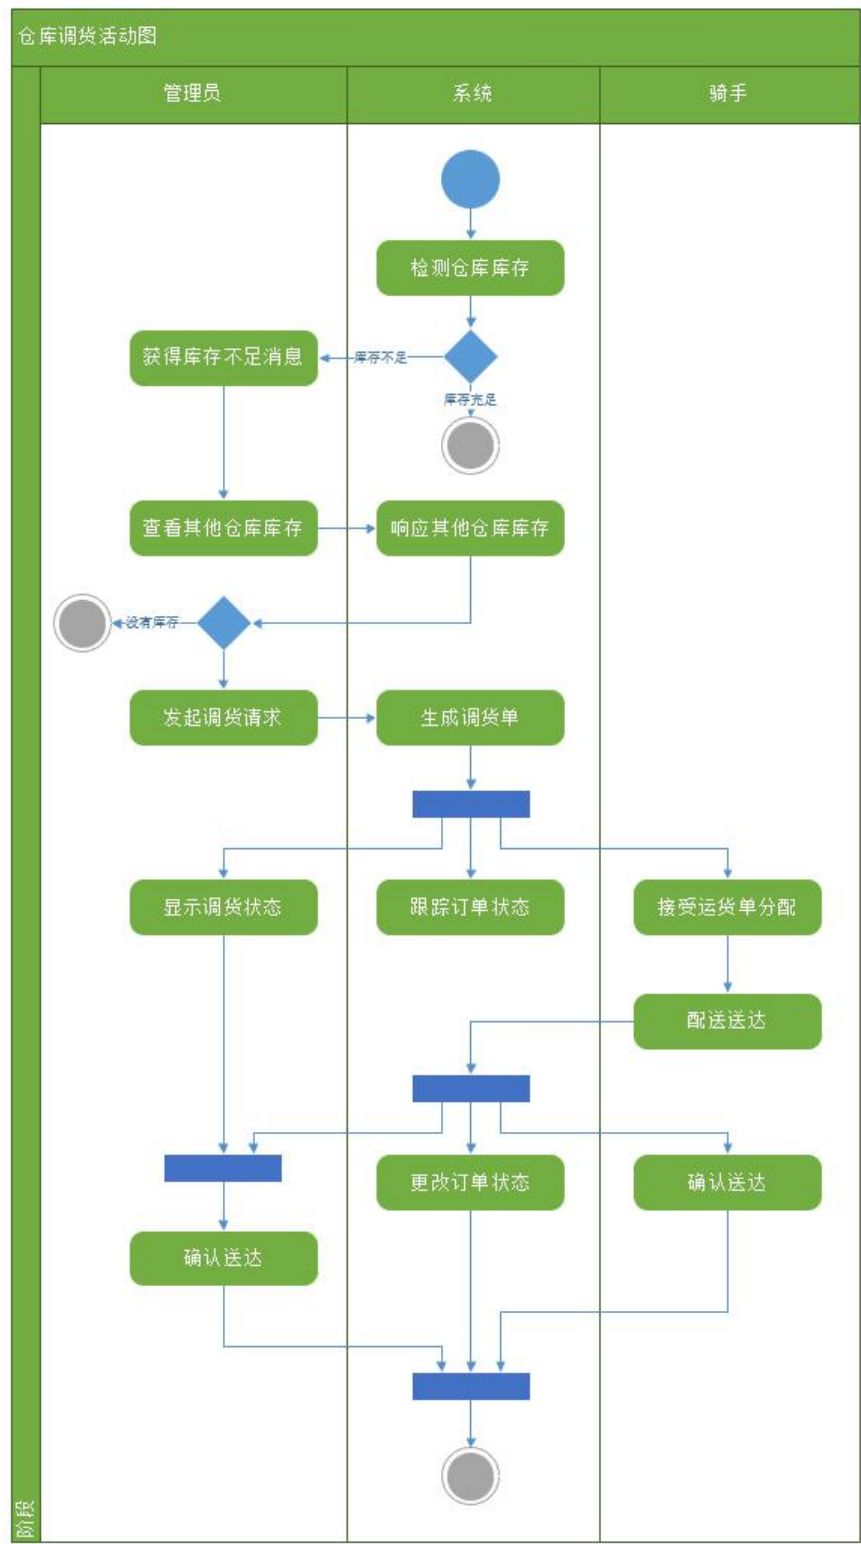 仓库调货活动图
管理员
系统
骑手
检测仓库库存
获得库存不足消息
库存不足
库存充足
查看其他仓库库存
响应其他仓库库存
没有库存
发起调货请求
生成调货单
显示调货状态
跟踪订单状态
接受运货单分配
配送送达
更改订单状态
确认送达
确认送达
阶段